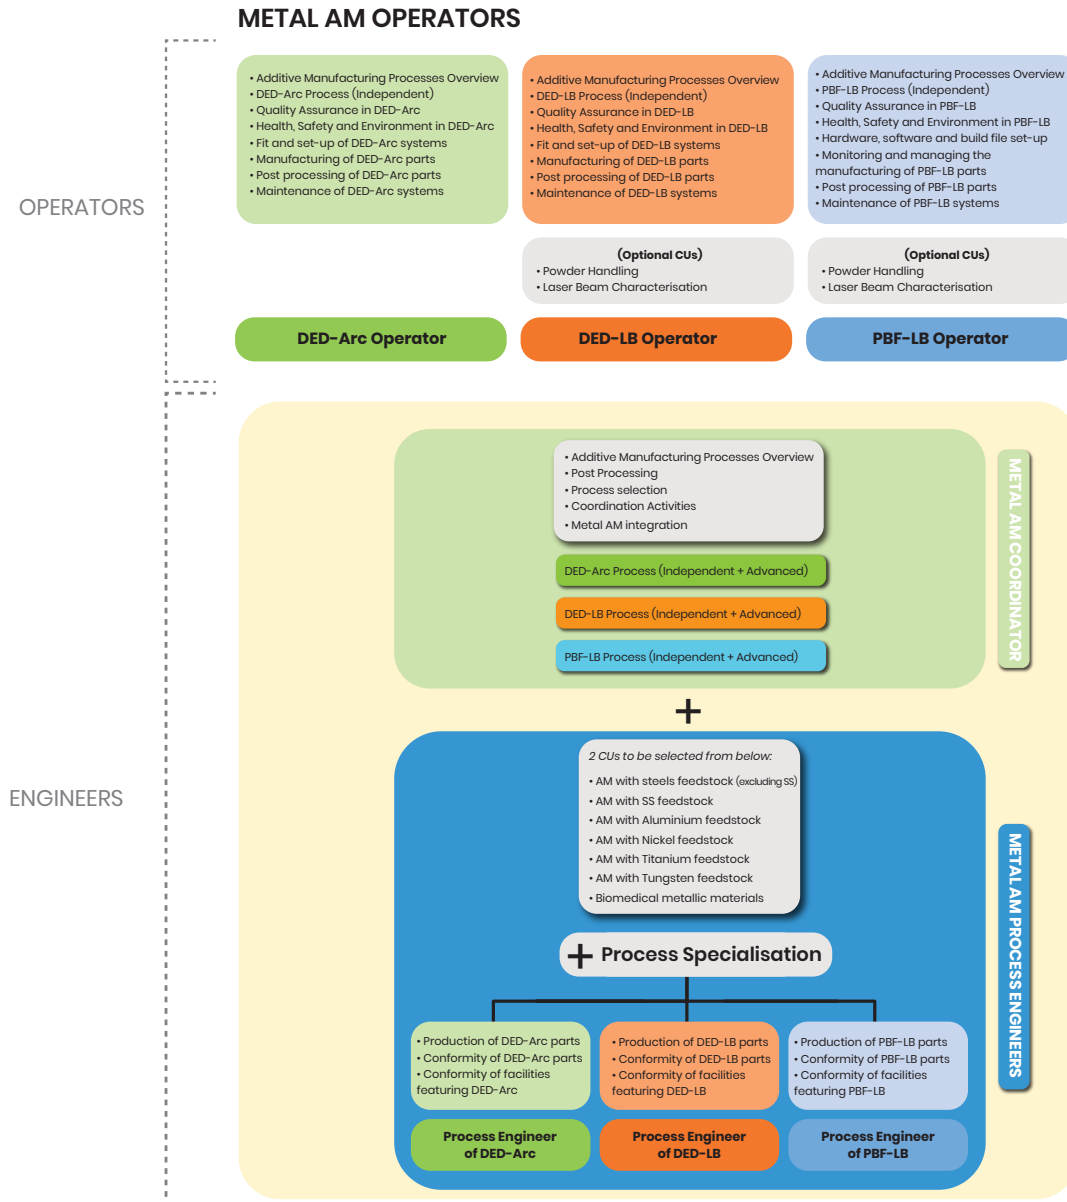 METAL AM OPERATORS
OPERATORS
• Additive Manufacturing Processes Overview
• DED-Arc Process (Independent)
• Quality Assurance in DED-Arc
• Health, Safety and Environment in DED-Arc
• Fit and set-up of DED-Arc systems
• Manufacturing of DED-Arc parts
• Post processing of DED-Arc parts
• Maintenance of DED-Arc systems
DED-Arc Operator
• Additive Manufacturing Processes Overview
• DED-LB Process (Independent)
• Quality Assurance in DED-LB
• Health, Safety and Environment in DED-LB
• Fit and set-up of DED-LB systems
• Manufacturing of DED-LB parts
• Post processing of DED-LB parts
• Maintenance of DED-LB systems
(Optional CUs)
• Powder Handling
• Laser Beam Characterisation
DED-LB Operator
• Additive Manufacturing Processes Overview
• PBF-LB Process (Independent)
• Quality Assurance in PBF-LB
• Health, Safety and Environment in PBF-LB
• Hardware, software and build file set-up
• Monitoring and managing the
manufacturing of PBF-LB parts
• Post processing of PBF-LB parts
• Maintenance of PBF-LB systems
(Optional CUs)
• Powder Handling
• Laser Beam Characterisation
PBF-LB Operator
ENGINEERS
• Additive Manufacturing Processes Overview
• Post Processing
• Process selection
• Coordination Activities
• Metal AM integration
DED-Arc Process (Independent + Advanced)
DED-LB Process (Independent + Advanced)
PBF-LB Process (Independent + Advanced)
METAL AM COORDINATOR
+
2 CUs to be selected from below:
• AM with steels feedstock (excluding SS)
• AM with SS feedstock
• AM with Aluminium feedstock
• AM with Nickel feedstock
• AM with Titanium feedstock
• AM with Tungsten feedstock
• Biomedical metallic materials
+ Process Specialisation
METAL AM PROCESS ENGINEERS
• Production of DED-Arc parts
• Conformity of DED-Arc parts
• Conformity of facilities
featuring DED-Arc
Process Engineer
of DED-Arc
• Production of DED-LB parts
• Conformity of DED-LB parts
• Conformity of facilities
featuring DED-LB
Process Engineer
of DED-LB
• Production of PBF-LB parts
• Conformity of PBF-LB parts
• Conformity of facilities
featuring PBF-LB
Process Engineer
of PBF-LB